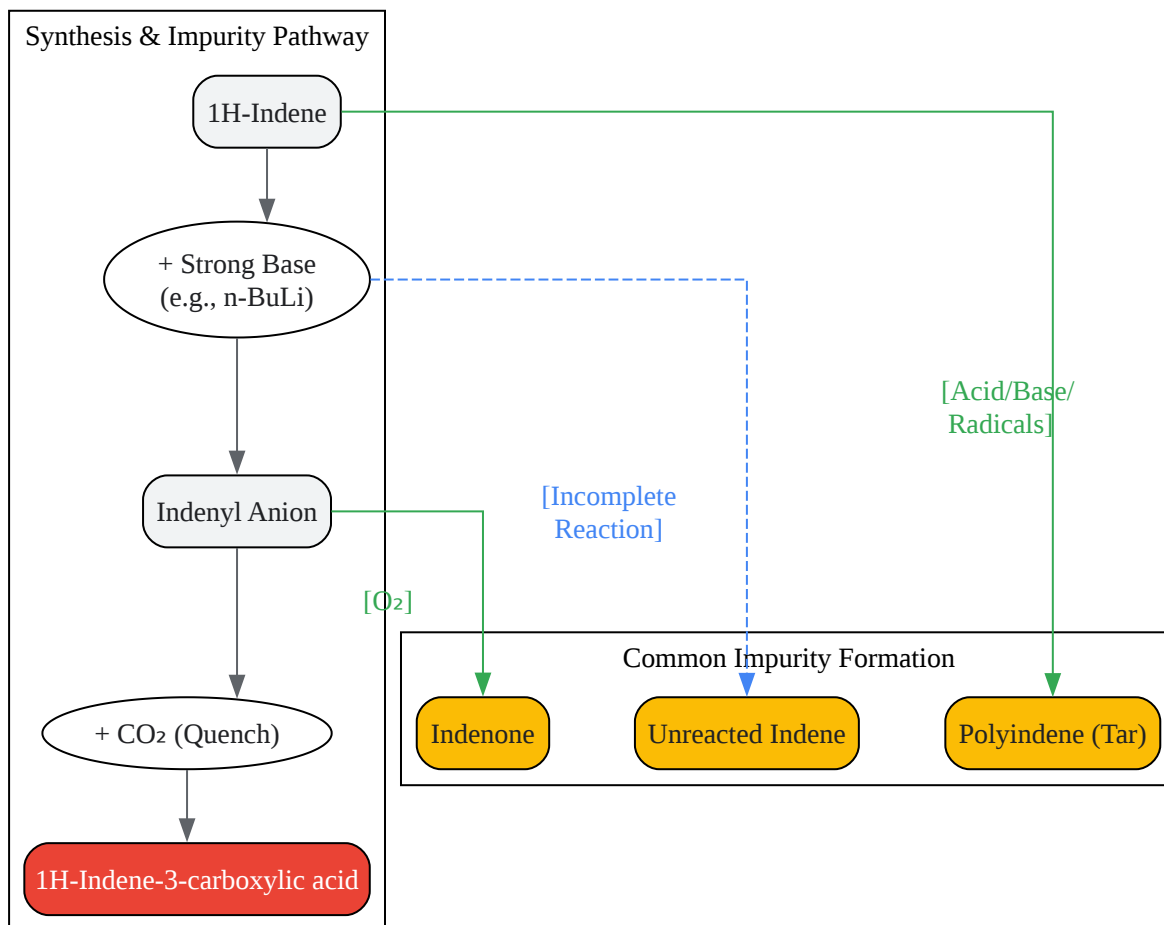 Synthesis & Impurity Pathway
1H-Indene
+ Strong Base
(e.g., n-BuLi)
[Acid/Base/
Radicals]
Indenyl Anion
[Incomplete
Reaction]
[O₂]
Common Impurity Formation
+ CO₂ (Quench)
Indenone
Unreacted Indene
Polyindene (Tar)
1H-Indene-3-carboxylic acid